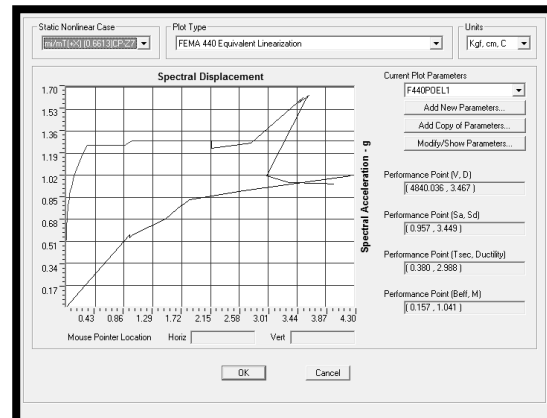 Static Nonlinear Case
Plot Type
Units
FEMA 440 Equivalent Linearization
Kgf, cm, C
Spectral Displacement
Current Plot Parameters
F440POEL1
Add New Parameters...
Add Copy of Parameters...
Modify/Show Parameters...
Performance Point (V, D)
( 4840.036 , 3.467 )
Performance Point (Sa, Sd)
( 0.957 , 3.449 )
Performance Point (Tsec, Ductility)
( 0.380 , 2.988 )
Performance Point (Beff, M)
( 0.157 , 1.041 )
1.70
1.53
1.36
1.19
1.02
0.85
0.68
0.51
0.34
0.17
Spectral Acceleration - g
0.43 0.86 1.29 1.72 2.15 2.58 3.01 3.44 3.87 4.30
Mouse Pointer Location Horiz Vert
OK Cancel